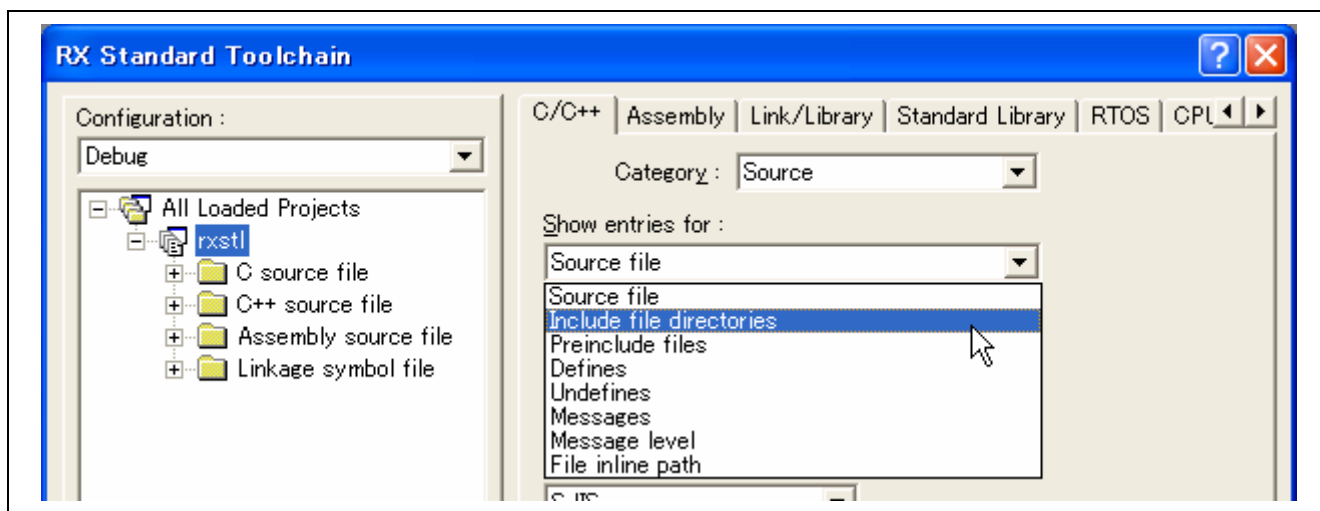 RX Standard Toolchain
Configuration :
Debug
All Loaded Projects
rxstl
C source file
C++ source file
Assembly source file
Linkage symbol file
C/C++ Assembly Link/Library Standard Library RTOS
Category : Source
Show entries for :
Source file
Source file
Include file directories
Preinclude files
Defines
Undefines
Messages
Message level
File inline path